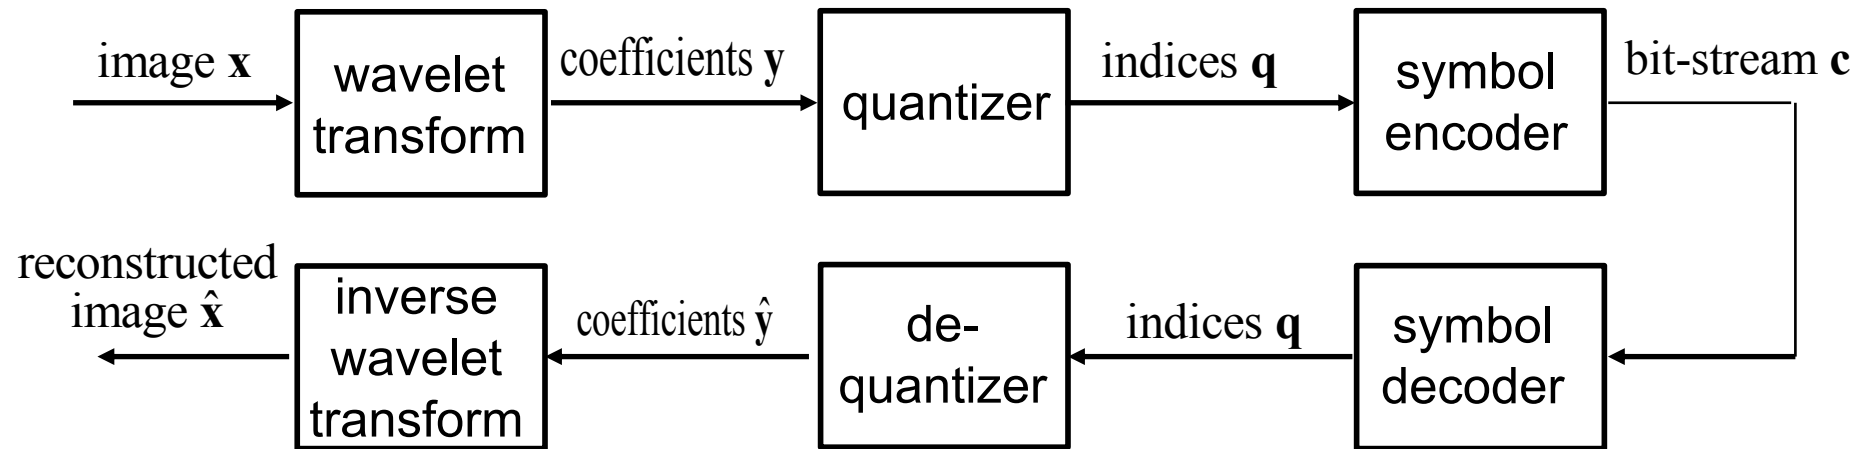 image x
wavelet
transform
coefficients y
quantizer
indices q
symbol
encoder
bit-stream c
reconstructed
image x̂
inverse
wavelet
transform
coefficients ŷ
de-
quantizer
indices q
symbol
decoder